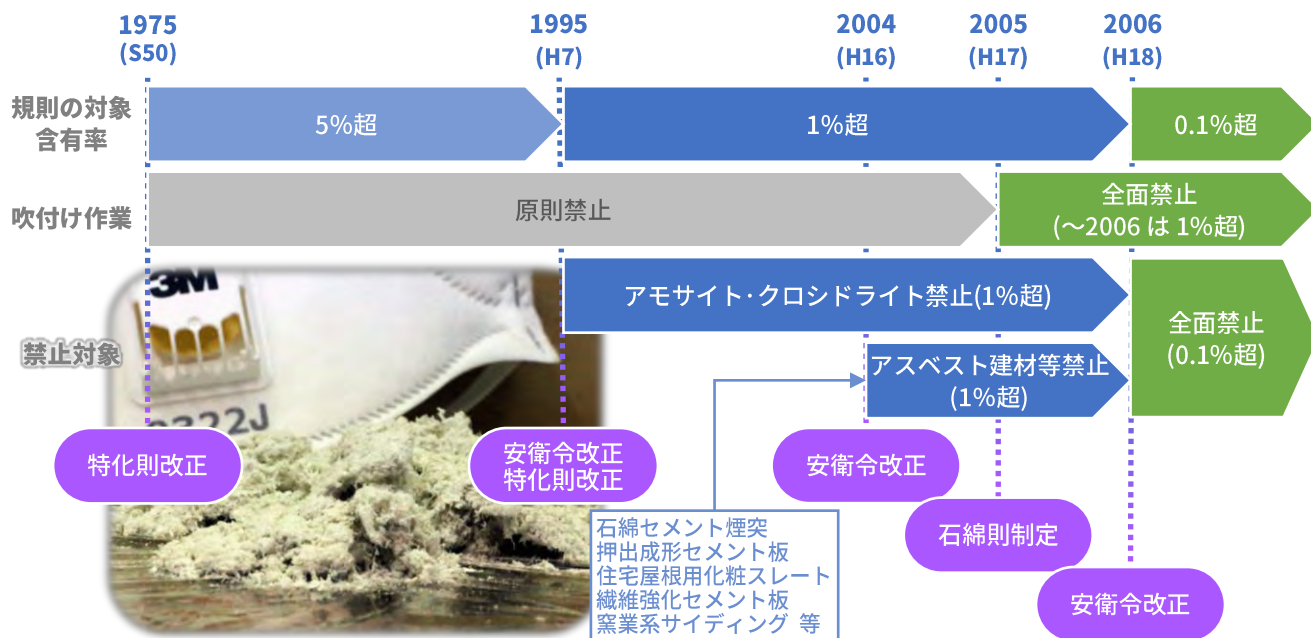 1975
(S50)
1995
(H7)
2004
(H16)
2005
(H17)
2006
(H18)
規則の対象
含有率
5%超
1%超
0.1%超
吹付け作業
原則禁止
全面禁止
(～2006 は 1%超)
禁止対象
アモサイト・クロシドライト禁止(1%超)
アスベスト建材等禁止
(1%超)
全面禁止
(0.1%超)
3M
特化則改正
安衛令改正
特化則改正
安衛令改正
石綿則制定
安衛令改正
石綿セメント煙突
押出成形セメント板
住宅屋根用化粧スレート
繊維強化セメント板
窯業系サイディング 等